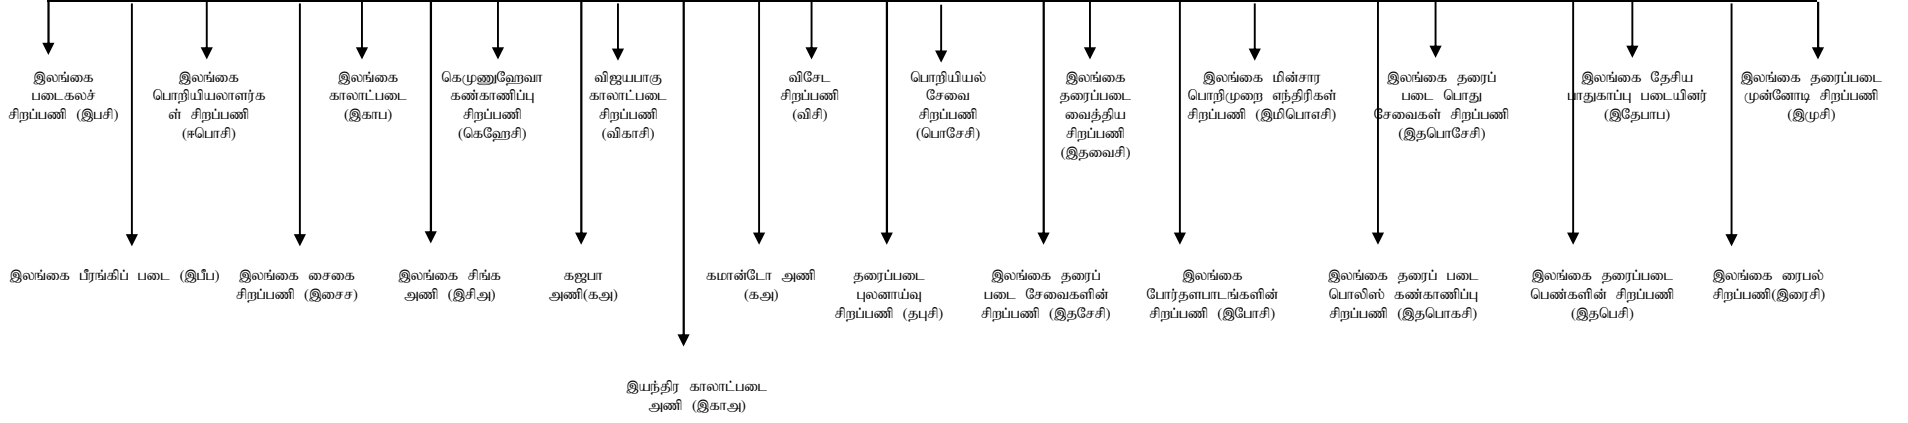 இலங்கை
படைகலச்
சிறப்பணி (இபசி)
இலங்கை
பொறியியலாளர்க
ள் சிறப்பணி
(ஈபொசி)
இலங்கை
காலாட்படை
(இகாப)
கெமுணுஹேவா
கண்காணிப்பு
சிறப்பணி
(கெஹேசி)
விஜயபாகு
காலாட்படை
சிறப்பணி
(விகாசி)
விசேட
சிறப்பணி
(விசி)
பொறியியல்
சேவை
சிறப்பணி
(பொசேசி)
இலங்கை
தரைப்படை
வைத்திய
சிறப்பணி
(இதவைசி)
இலங்கை மின்சார
பொறிமுறை எந்திரிகள்
சிறப்பணி (இமிபொஎசி)
இலங்கை தரைப்
படை பொது
சேவைகள் சிறப்பணி
(இதபொசேசி)
இலங்கை தேசிய
பாதுகாப்பு படையினர்
(இதேபாப)
இலங்கை தரைப்படை
முன்னோடி சிறப்பணி
(இமுசி)
இலங்கை பீரங்கிப் படை (இபீப)
இலங்கை சைகை
சிறப்பணி (இசைச)
இலங்கை சிங்க
அணி (இசிஅ)
கஜபா
அணி(கஅ)
கமான்டோ அணி
(கஅ)
தரைப்படை
புலனாய்வு
சிறப்பணி (தபுசி)
இலங்கை தரைப்
படை சேவைகளின்
சிறப்பணி (இதசேசி)
இலங்கை
போர்தளபாடங்களின்
சிறப்பணி (இபோசி)
இலங்கை தரைப் படை
பொலிஸ் கண்காணிப்பு
சிறப்பணி (இதபொகசி)
இலங்கை தரைப்படை
பெண்களின் சிறப்பணி
(இதபெசி)
இலங்கை ரைபல்
சிறப்பணி(இரைசி)
இயந்திர காலாட்படை
அணி (இகாஅ)